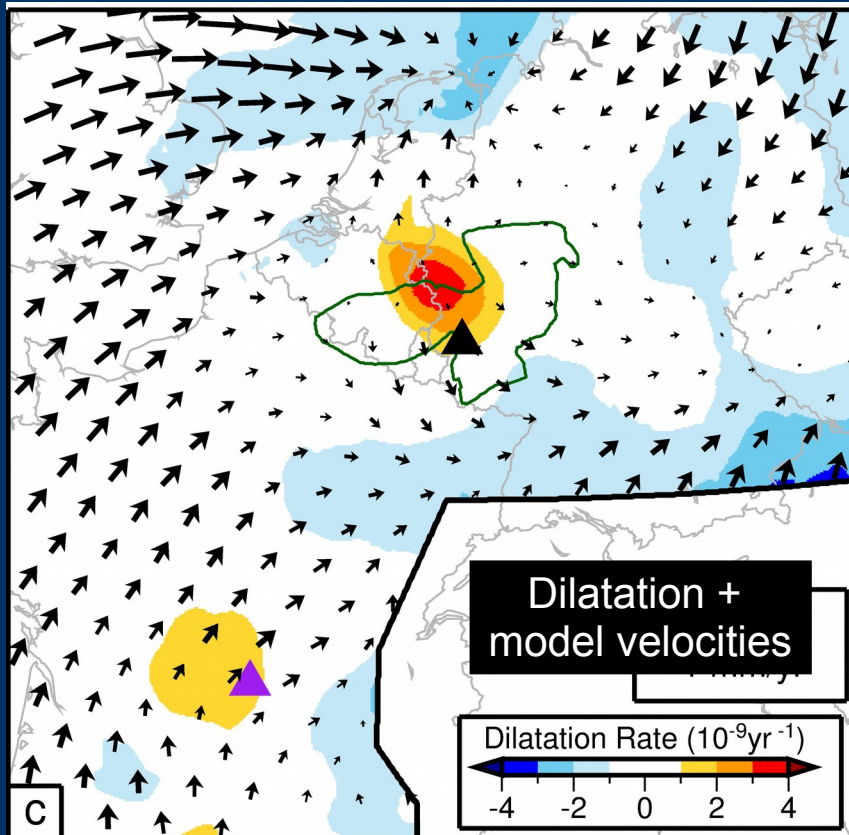 Dilatation +
model velocities
Dilatation Rate (10⁻⁹yr⁻¹)
-4 -2 0 2 4
C